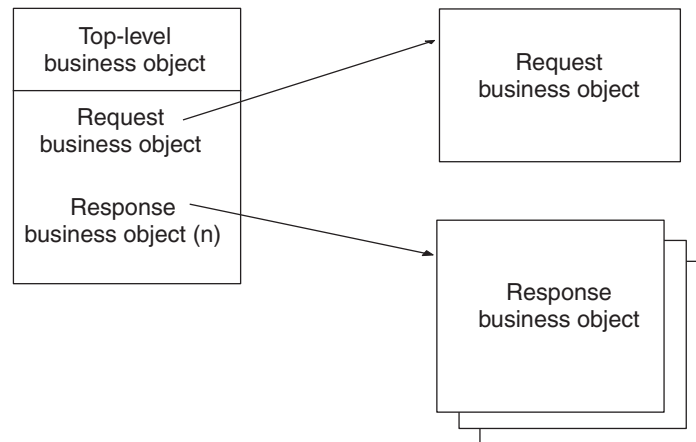 Top-level
business object
Request
business object
Response
business object (n)
Request
business object
Response
business object